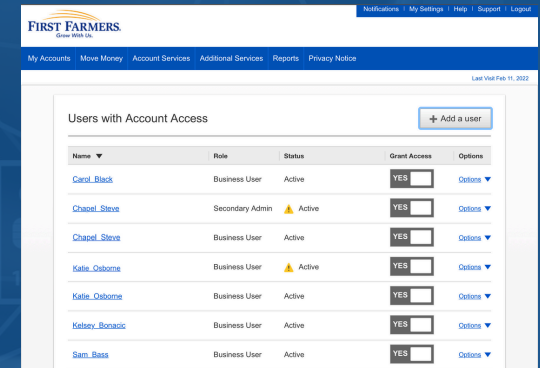 Notifications | My Settings | Help | Support | Logout
FIRST FARMERS.
Grow With Us.
My Accounts Move Money Account Services Additional Services Reports Privacy Notice
Last Visit Feb 11, 2022
Users with Account Access
+ Add a user
Name ▼ Role Status Grant Access Options
Carol Black Business User Active YES Options ▼
Chapel Steve Secondary Admin Active YES Options ▼
Chapel Steve Business User Active YES Options ▼
Katie Osborne Business User Active YES Options ▼
Katie Osborne Business User Active YES Options ▼
Kelsey Bonacic Business User Active YES Options ▼
Sam Bass Business User Active YES Options ▼